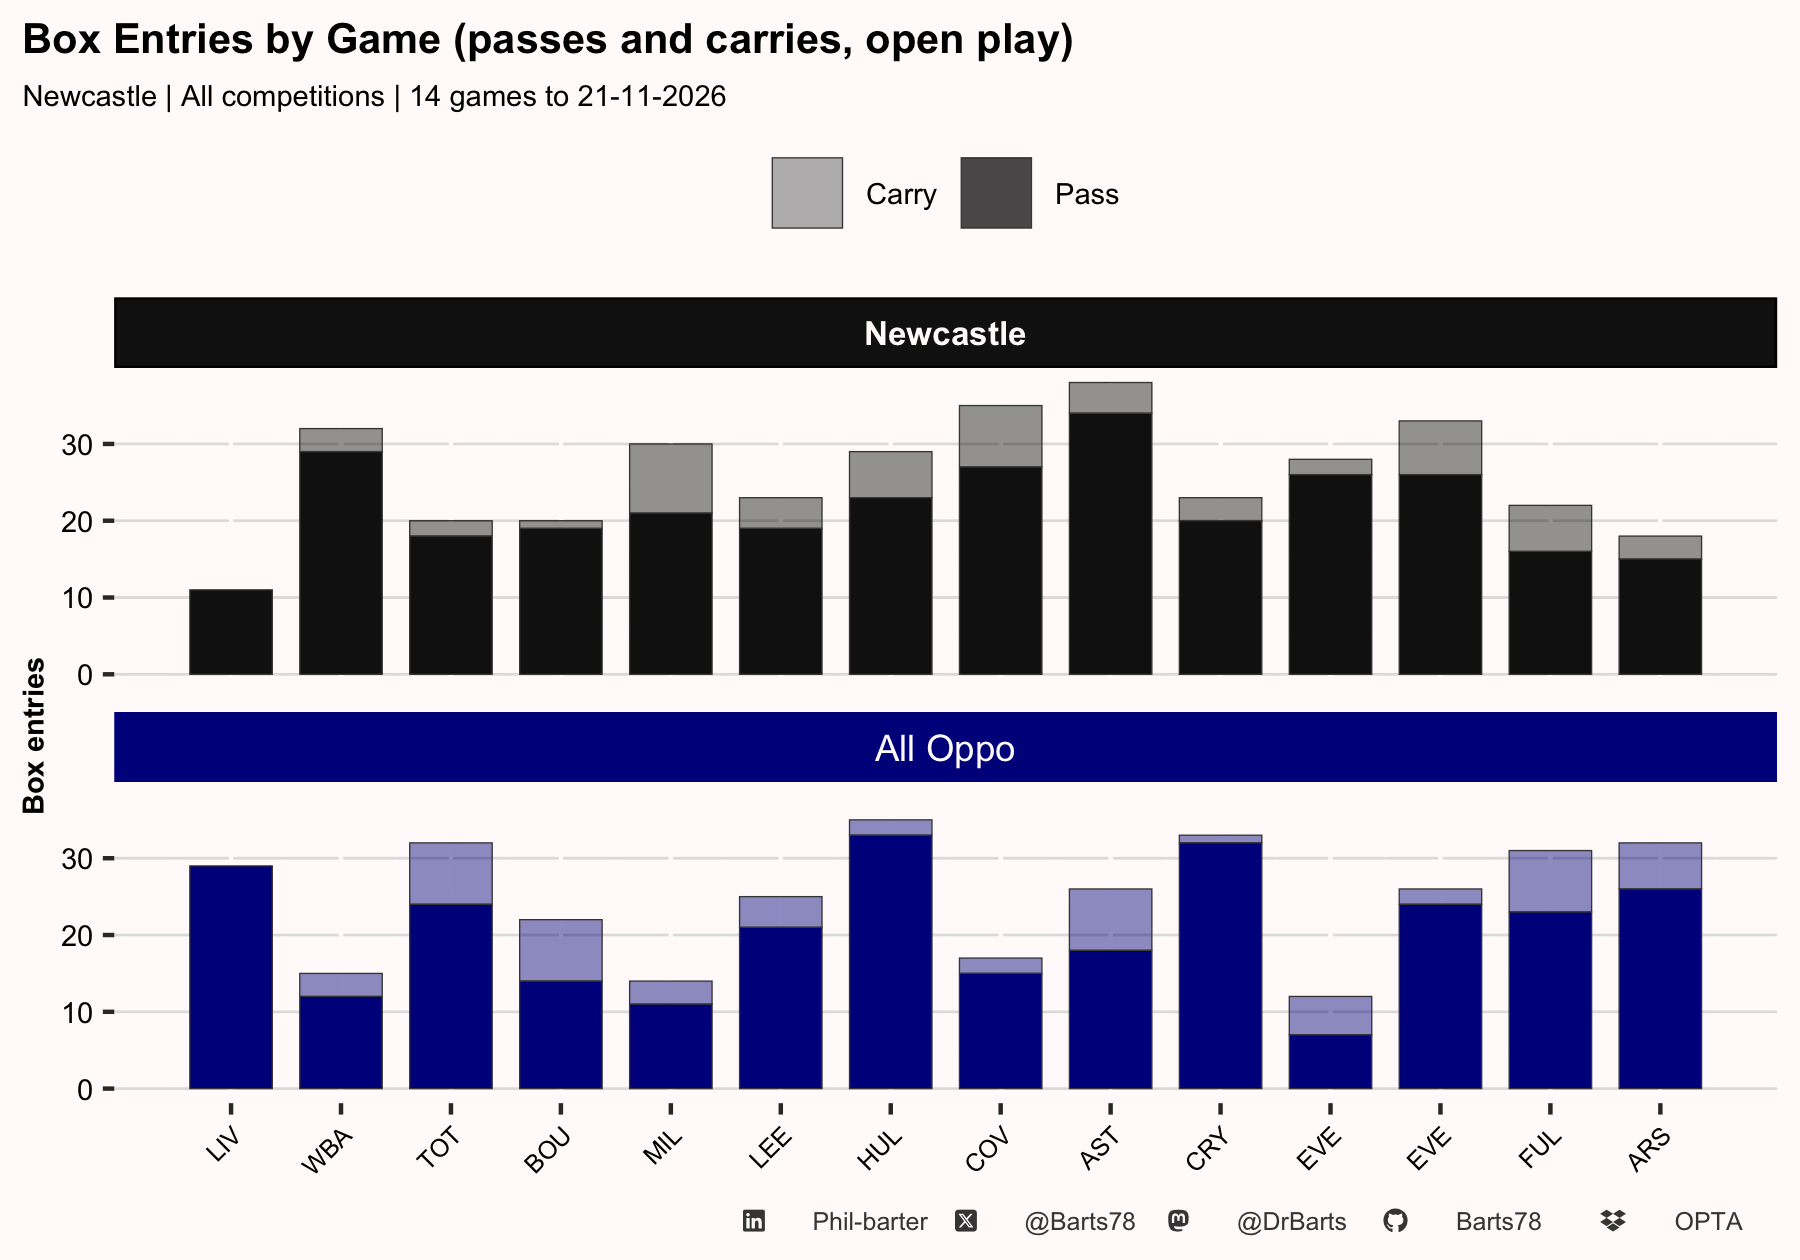 Box Entries by Game (passes and carries, open play)
Newcastle | All competitions | 14 games to 21-11-2026
Carry Pass
Newcastle
30
20
10
0
Box entries
All Oppo
30
20
10
0
LIV WBA TOT BOU MIL LEE HUL COV AST CRY EVE EVE FUL ARS
Phil-barter @Barts78 @DrBarts Barts78 OPTA